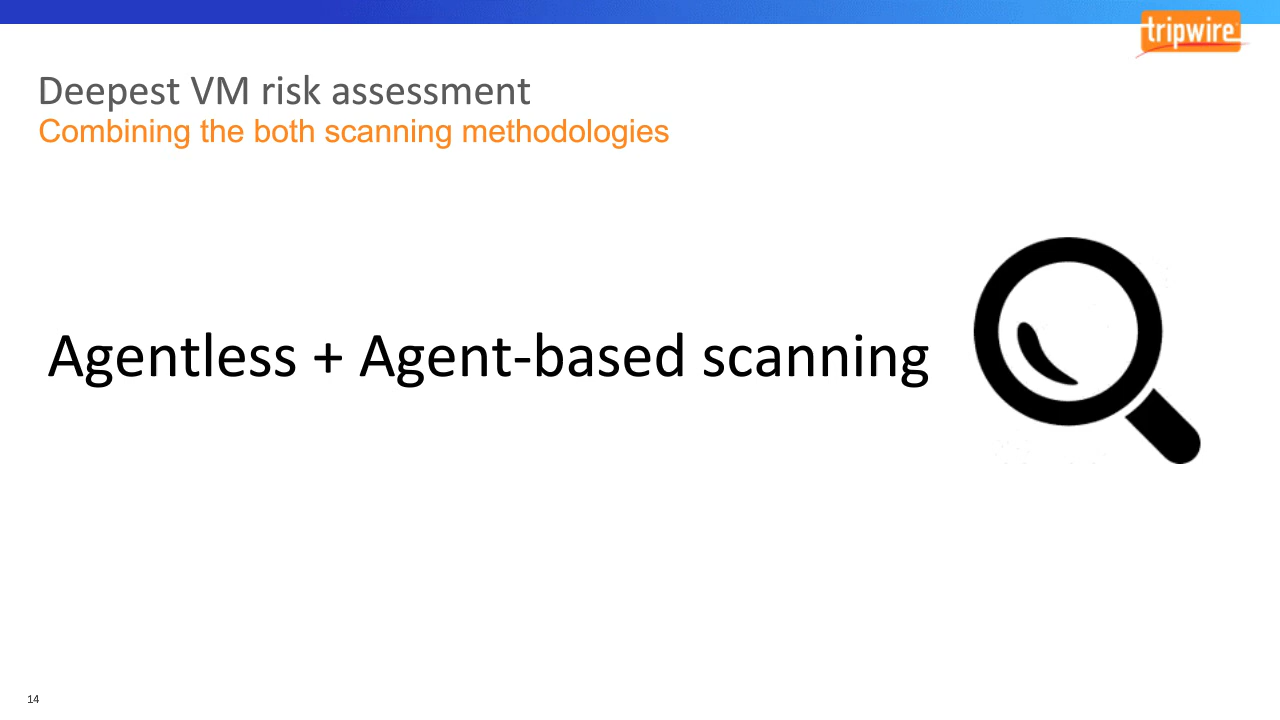 tripwire
Deepest VM risk assessment
Combining the both scanning methodologies
Agentless + Agent-based scanning
14